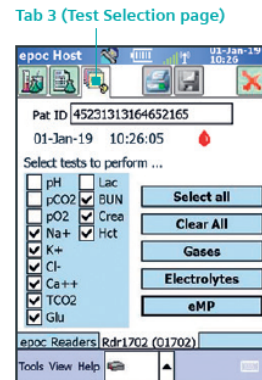 Tab 3 (Test Selection page)
epoc Host 01-Jan-19 10:26
Pat ID 45231313164652165
01-Jan-19 10:26:05
Select tests to perform ...
pH Lac
pCO2 BUN Select all
pO2 Crea
Na+ Hct Clear All
K+ Gases
Cl-
Ca++ Electrolytes
TCO2 eMP
Glu
epoc Readers Rdr1702 (01702)
Tools View Help